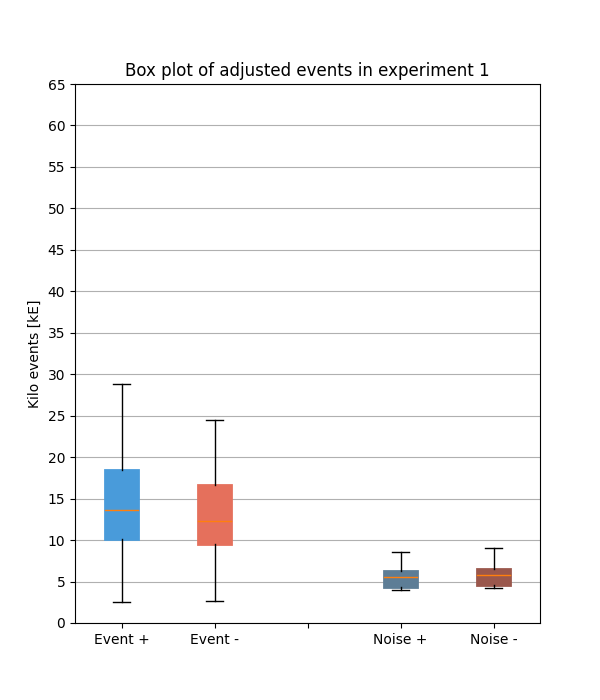 Box plot of adjusted events in experiment 1
65
60
55
50
45
40
35
30
25
20
15
10
5
0
Kilo events [kE]
Event +
Event -
Noise +
Noise -